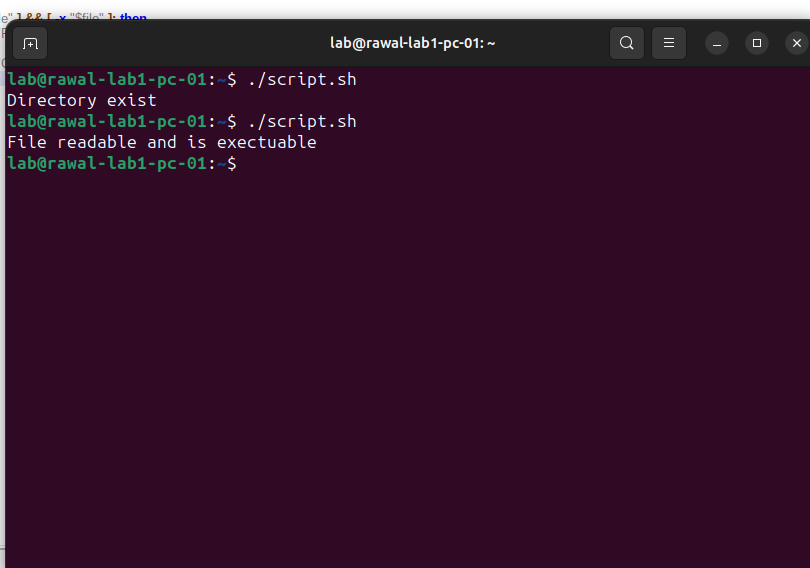 e" ] && [ -x "$file" ]; then
lab@rawal-lab1-pc-01: ~
lab@rawal-lab1-pc-01:~$ ./script.sh
Directory exist
lab@rawal-lab1-pc-01:~$ ./script.sh
File readable and is exectuable
lab@rawal-lab1-pc-01:~$